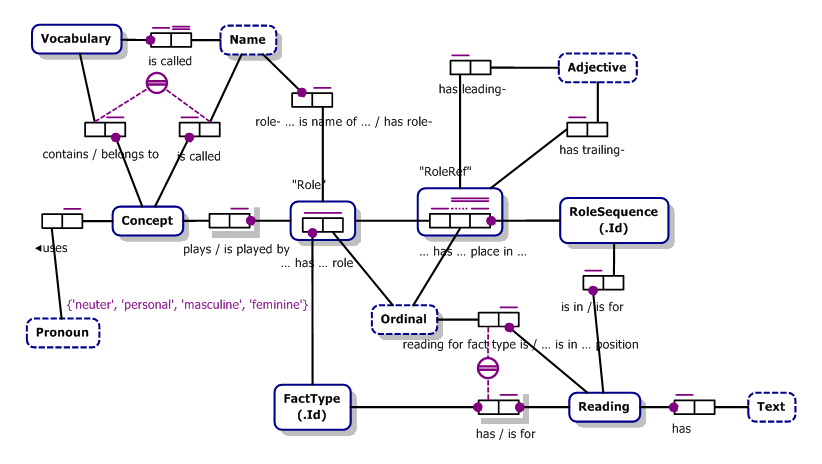 Vocabulary
Name
is called
Adjective
has leading-
role- ... is name of ... / has role-
contains / belongs to
is called
has trailing-
"RoleRef"
"Role"
Concept
RoleSequence
(.Id)
◄uses
plays / is played by
... has ... role
... has ... place in ...
{'neuter', 'personal', 'masculine', 'feminine'}
is in / is for
Pronoun
Ordinal
reading for fact type is / ... is in ... position
FactType
(.Id)
Reading
Text
has / is for
has